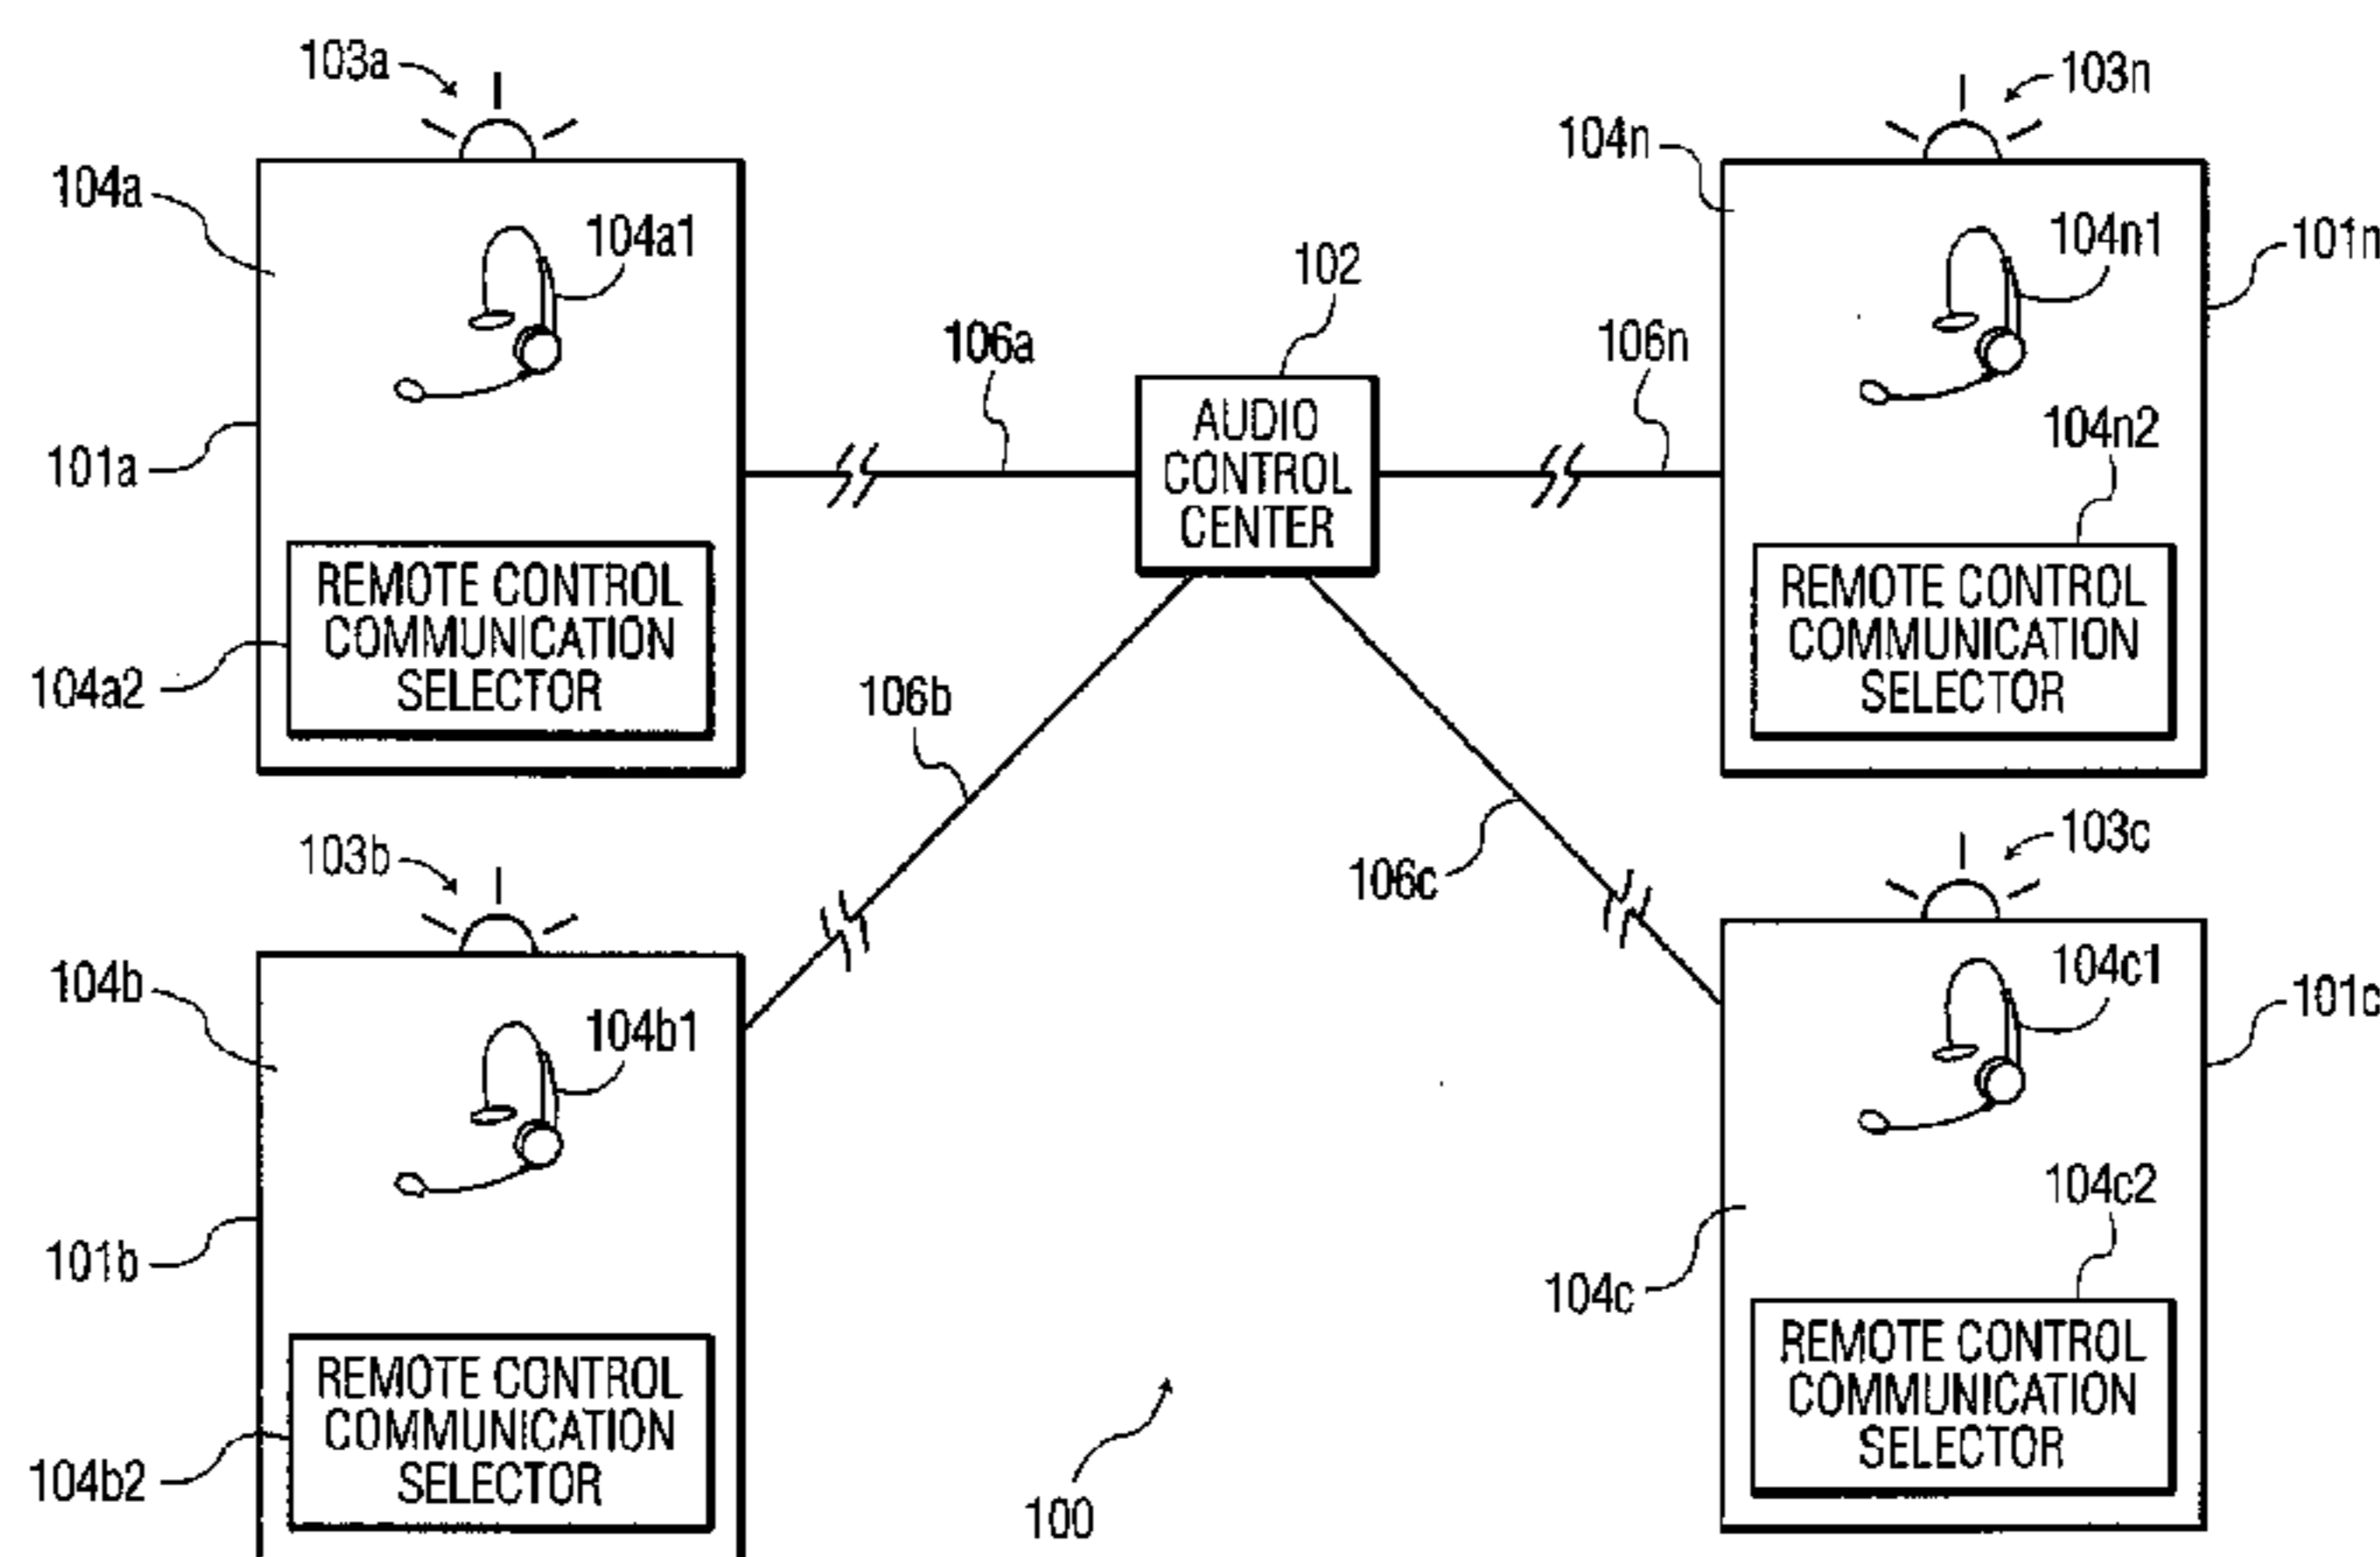 103a
103n
104n
104a
104a1
104n1
101n
102
106a
106n
AUDIO
CONTROL
CENTER
104n2
101a
REMOTE CONTROL
COMMUNICATION
SELECTOR
REMOTE CONTROL
COMMUNICATION
SELECTOR
104a2
106b
103b
106c
103c
104b
104b1
104c1
101c
104c2
101b
104c
REMOTE CONTROL
COMMUNICATION
SELECTOR
REMOTE CONTROL
COMMUNICATION
SELECTOR
104b2
100